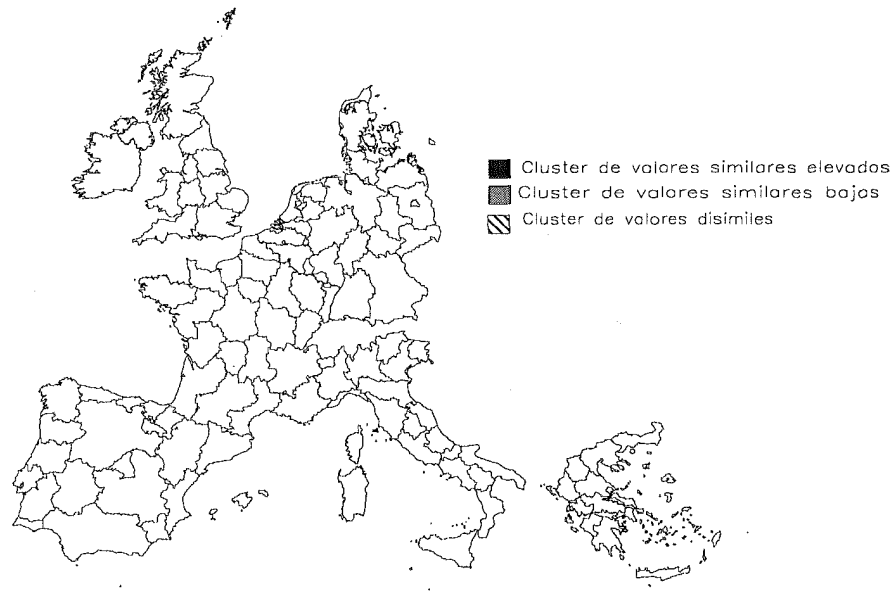 Cluster de valores similares elevados
Cluster de valores similares bajos
Cluster de valores disímiles